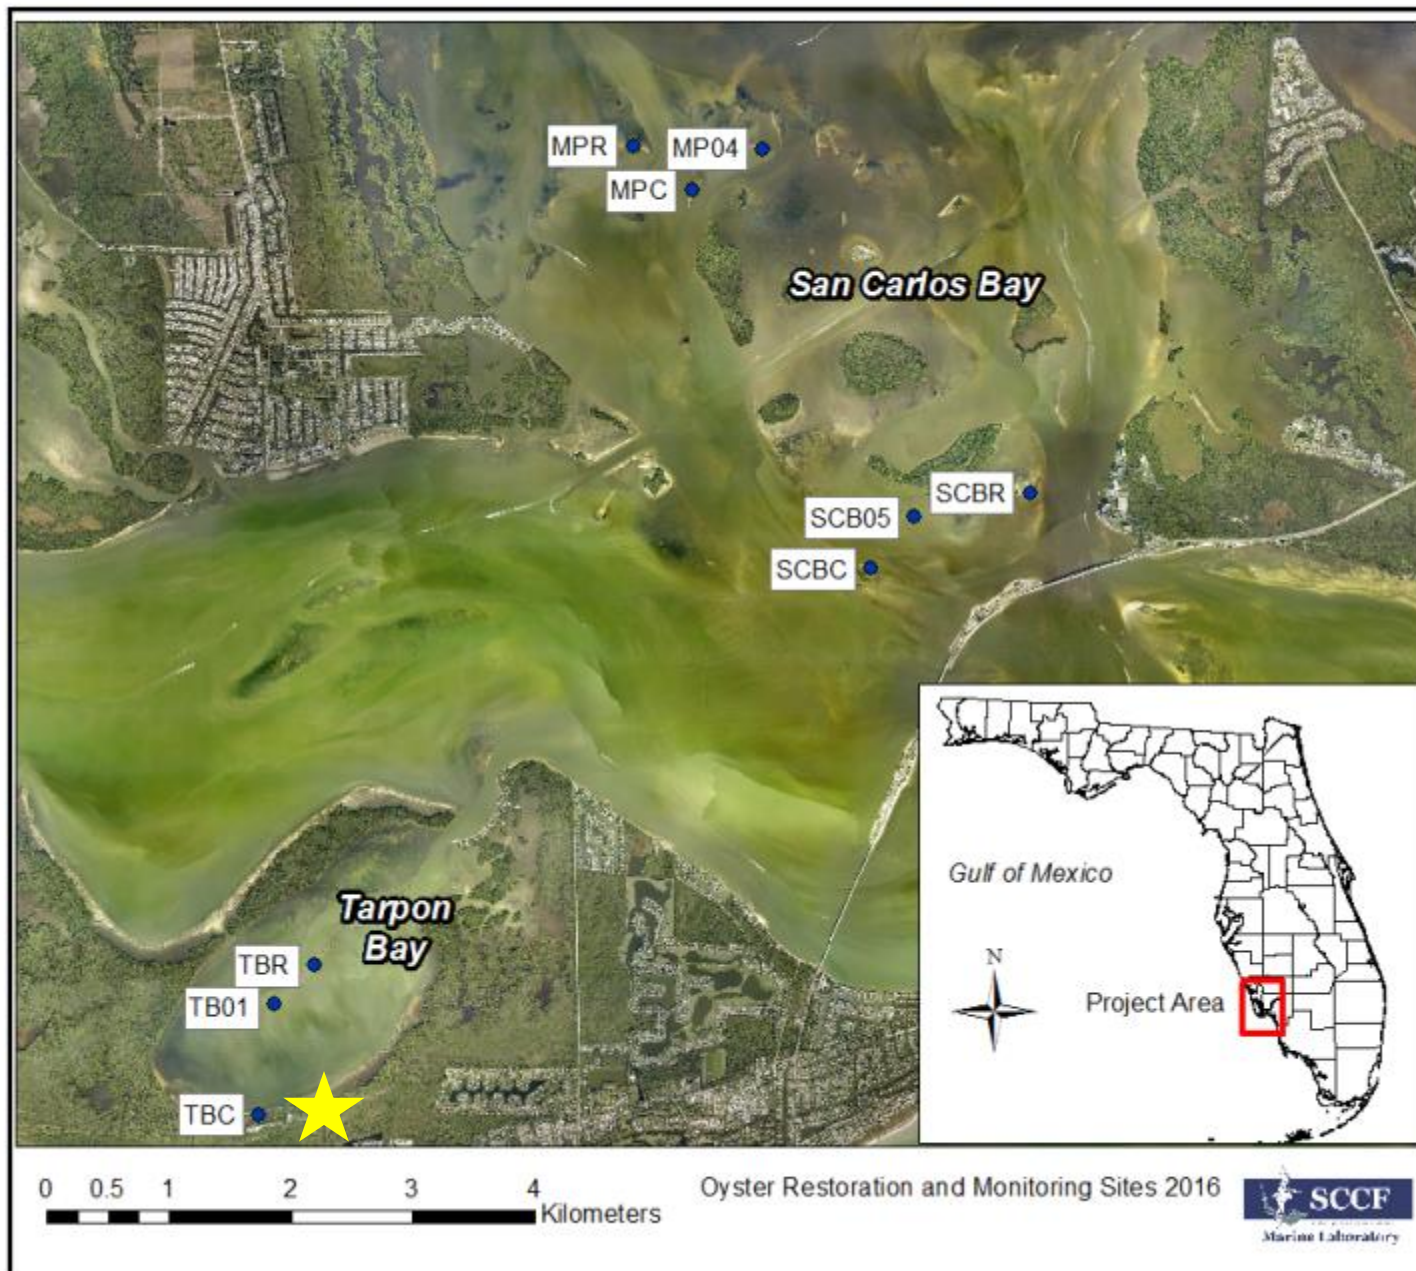 MPR
MP04
MPC
San Carlos Bay
SCBR
SCB05
SCBC
Tarpon
Bay
TBR
TB01
TBC
Gulf of Mexico
N
Project Area
0 0.5 1 2 3 4
Kilometers
Oyster Restoration and Monitoring Sites 2016
SCCF
Marine Laboratory